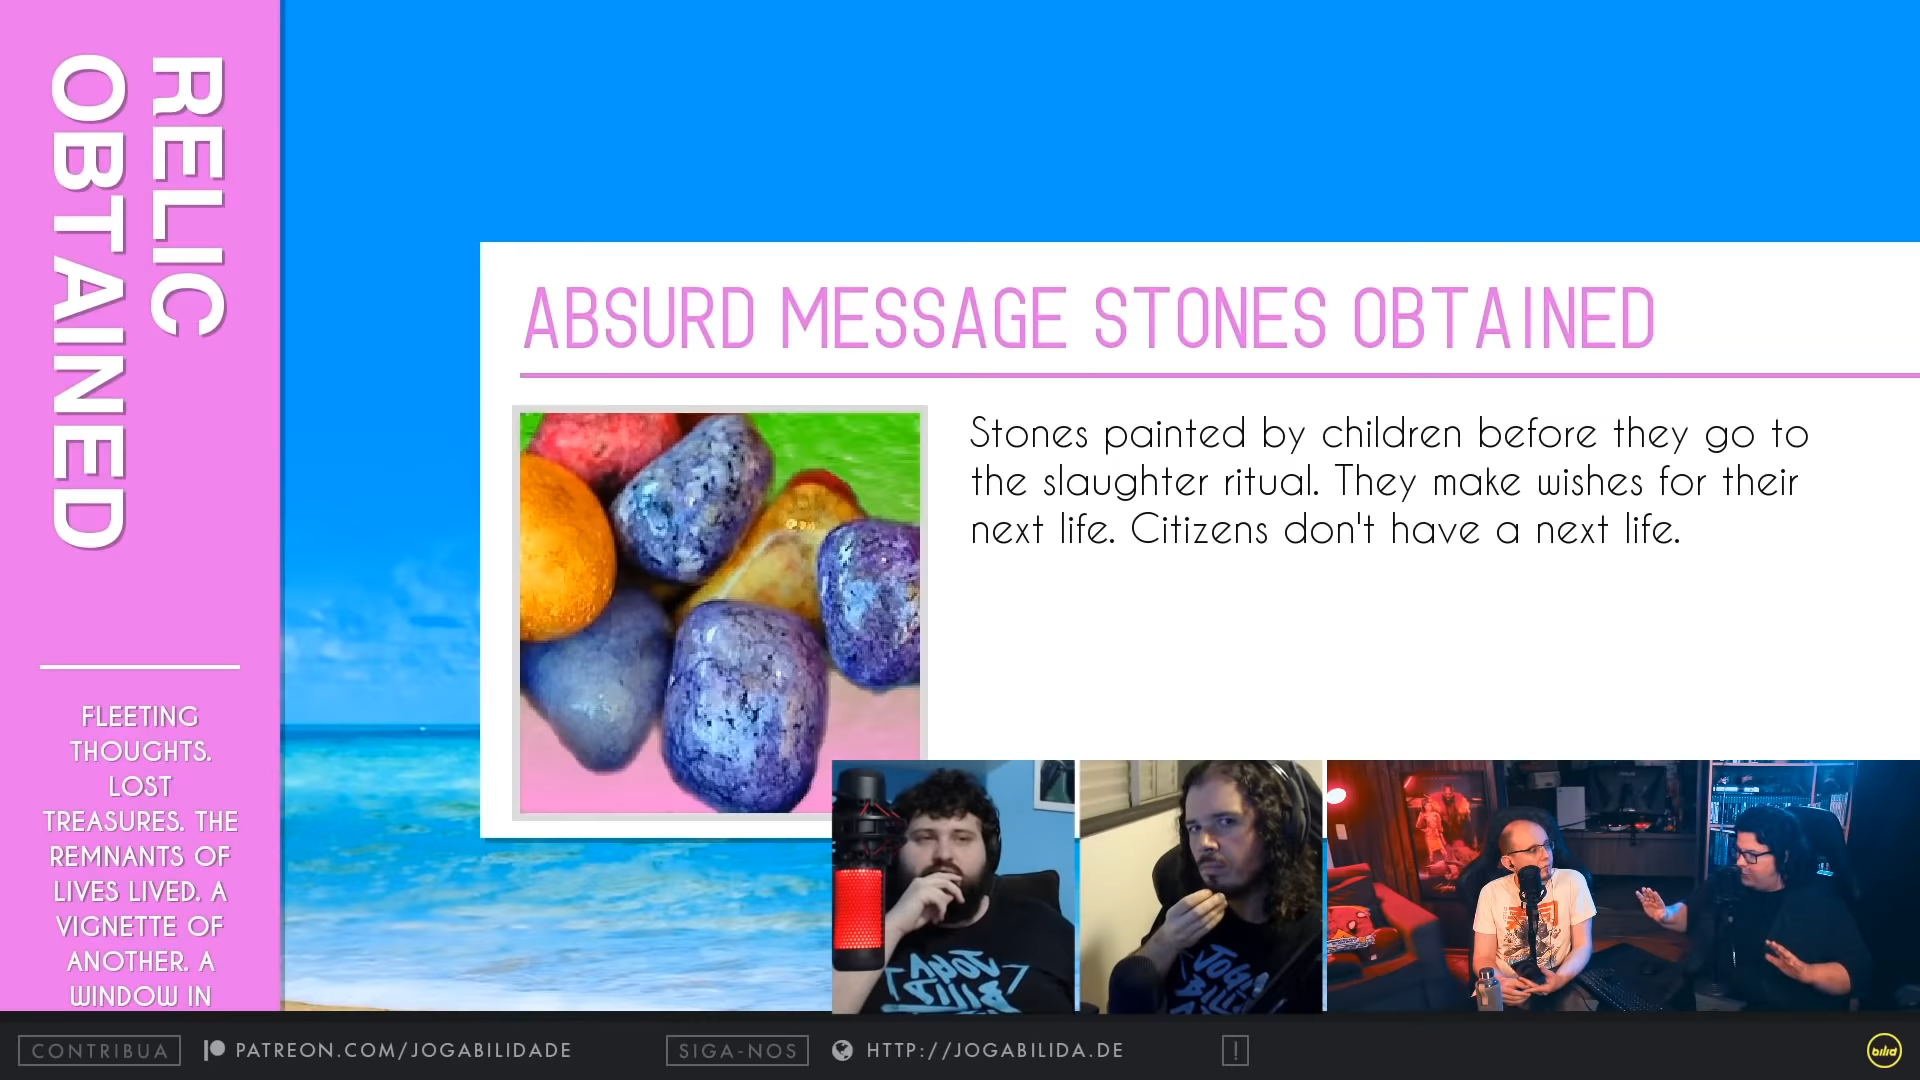 RELIC
OBTAINED
FLEETING
THOUGHTS.
LOST
TREASURES. THE
REMNANTS OF
LIVES LIVED. A
VIGNETTE OF
ANOTHER. A
WINDOW IN
ABSURD MESSAGE STONES OBTAINED
Stones painted by children before they go to
the slaughter ritual. They make wishes for their
next life. Citizens don't have a next life.
CONTRIBUA
PATREON.COM/JOGABILIDADE
SIGA-NOS
HTTP://JOGABILIDA.DE
!
bilid